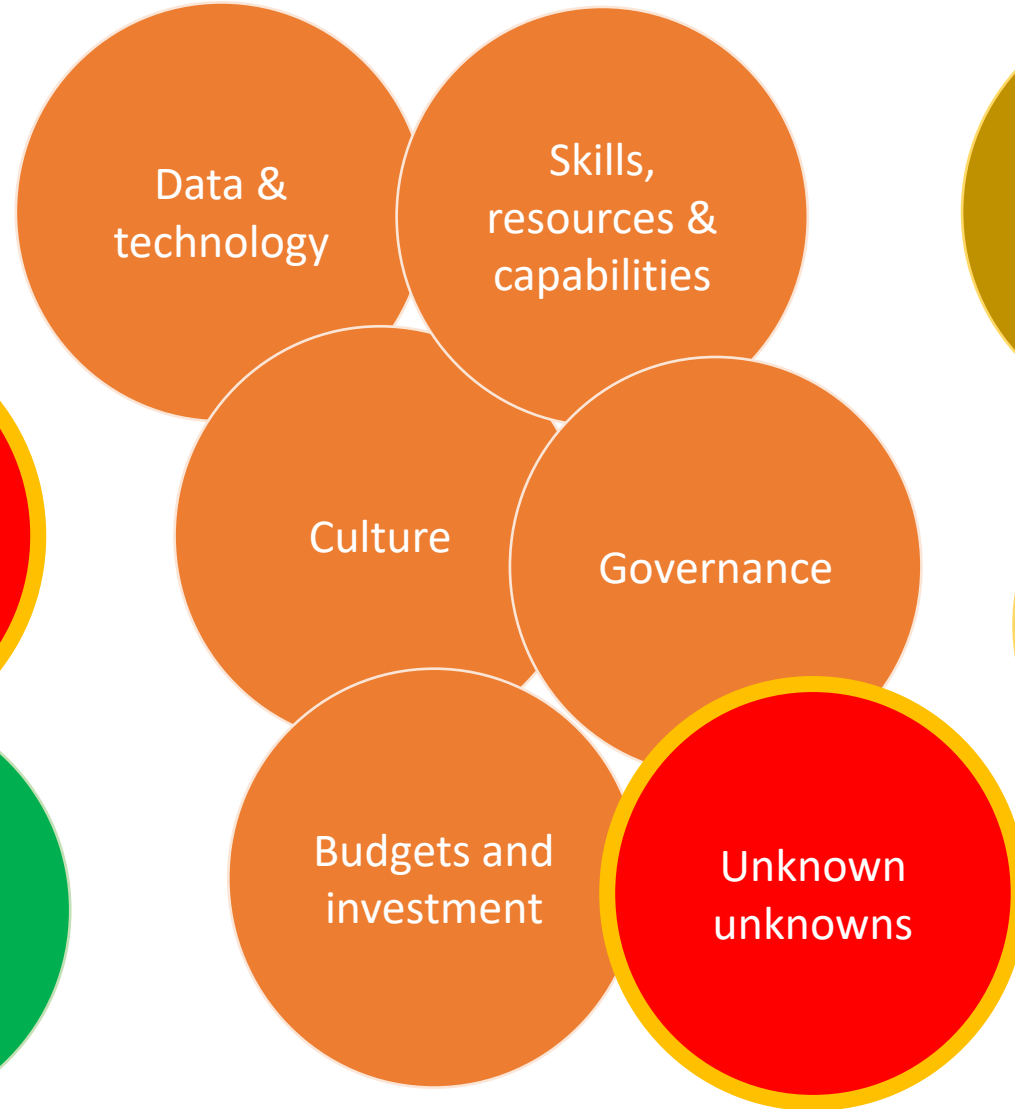 Data &
technology
Skills,
resources &
capabilities
Culture
Governance
Budgets and
investment
Unknown
unknowns